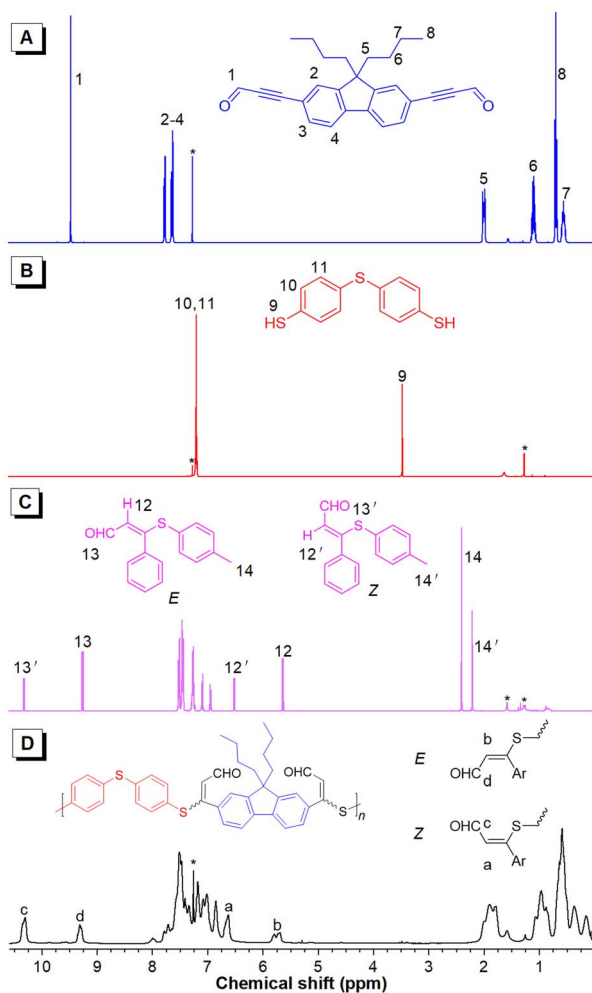 A
1
2-4
*
O
1
2
3
4
5
6
7
8
O
5
6
8
7
B
10,11
*
9
HS
10
11
S
SH
9
*
C
H
12
OHC
13
S
14
E
CHO
13'
H
12'
S
14'
Z
13'
13
12'
12
14
14'
*
*
D
S
S
CHO
CHO
S
n
b
S
OHC
d
Ar
E
OHC
c
S
a
Ar
Z
c
d
*
a
b
10
9
8
7
6
5
4
3
2
1
0
Chemical shift (ppm)